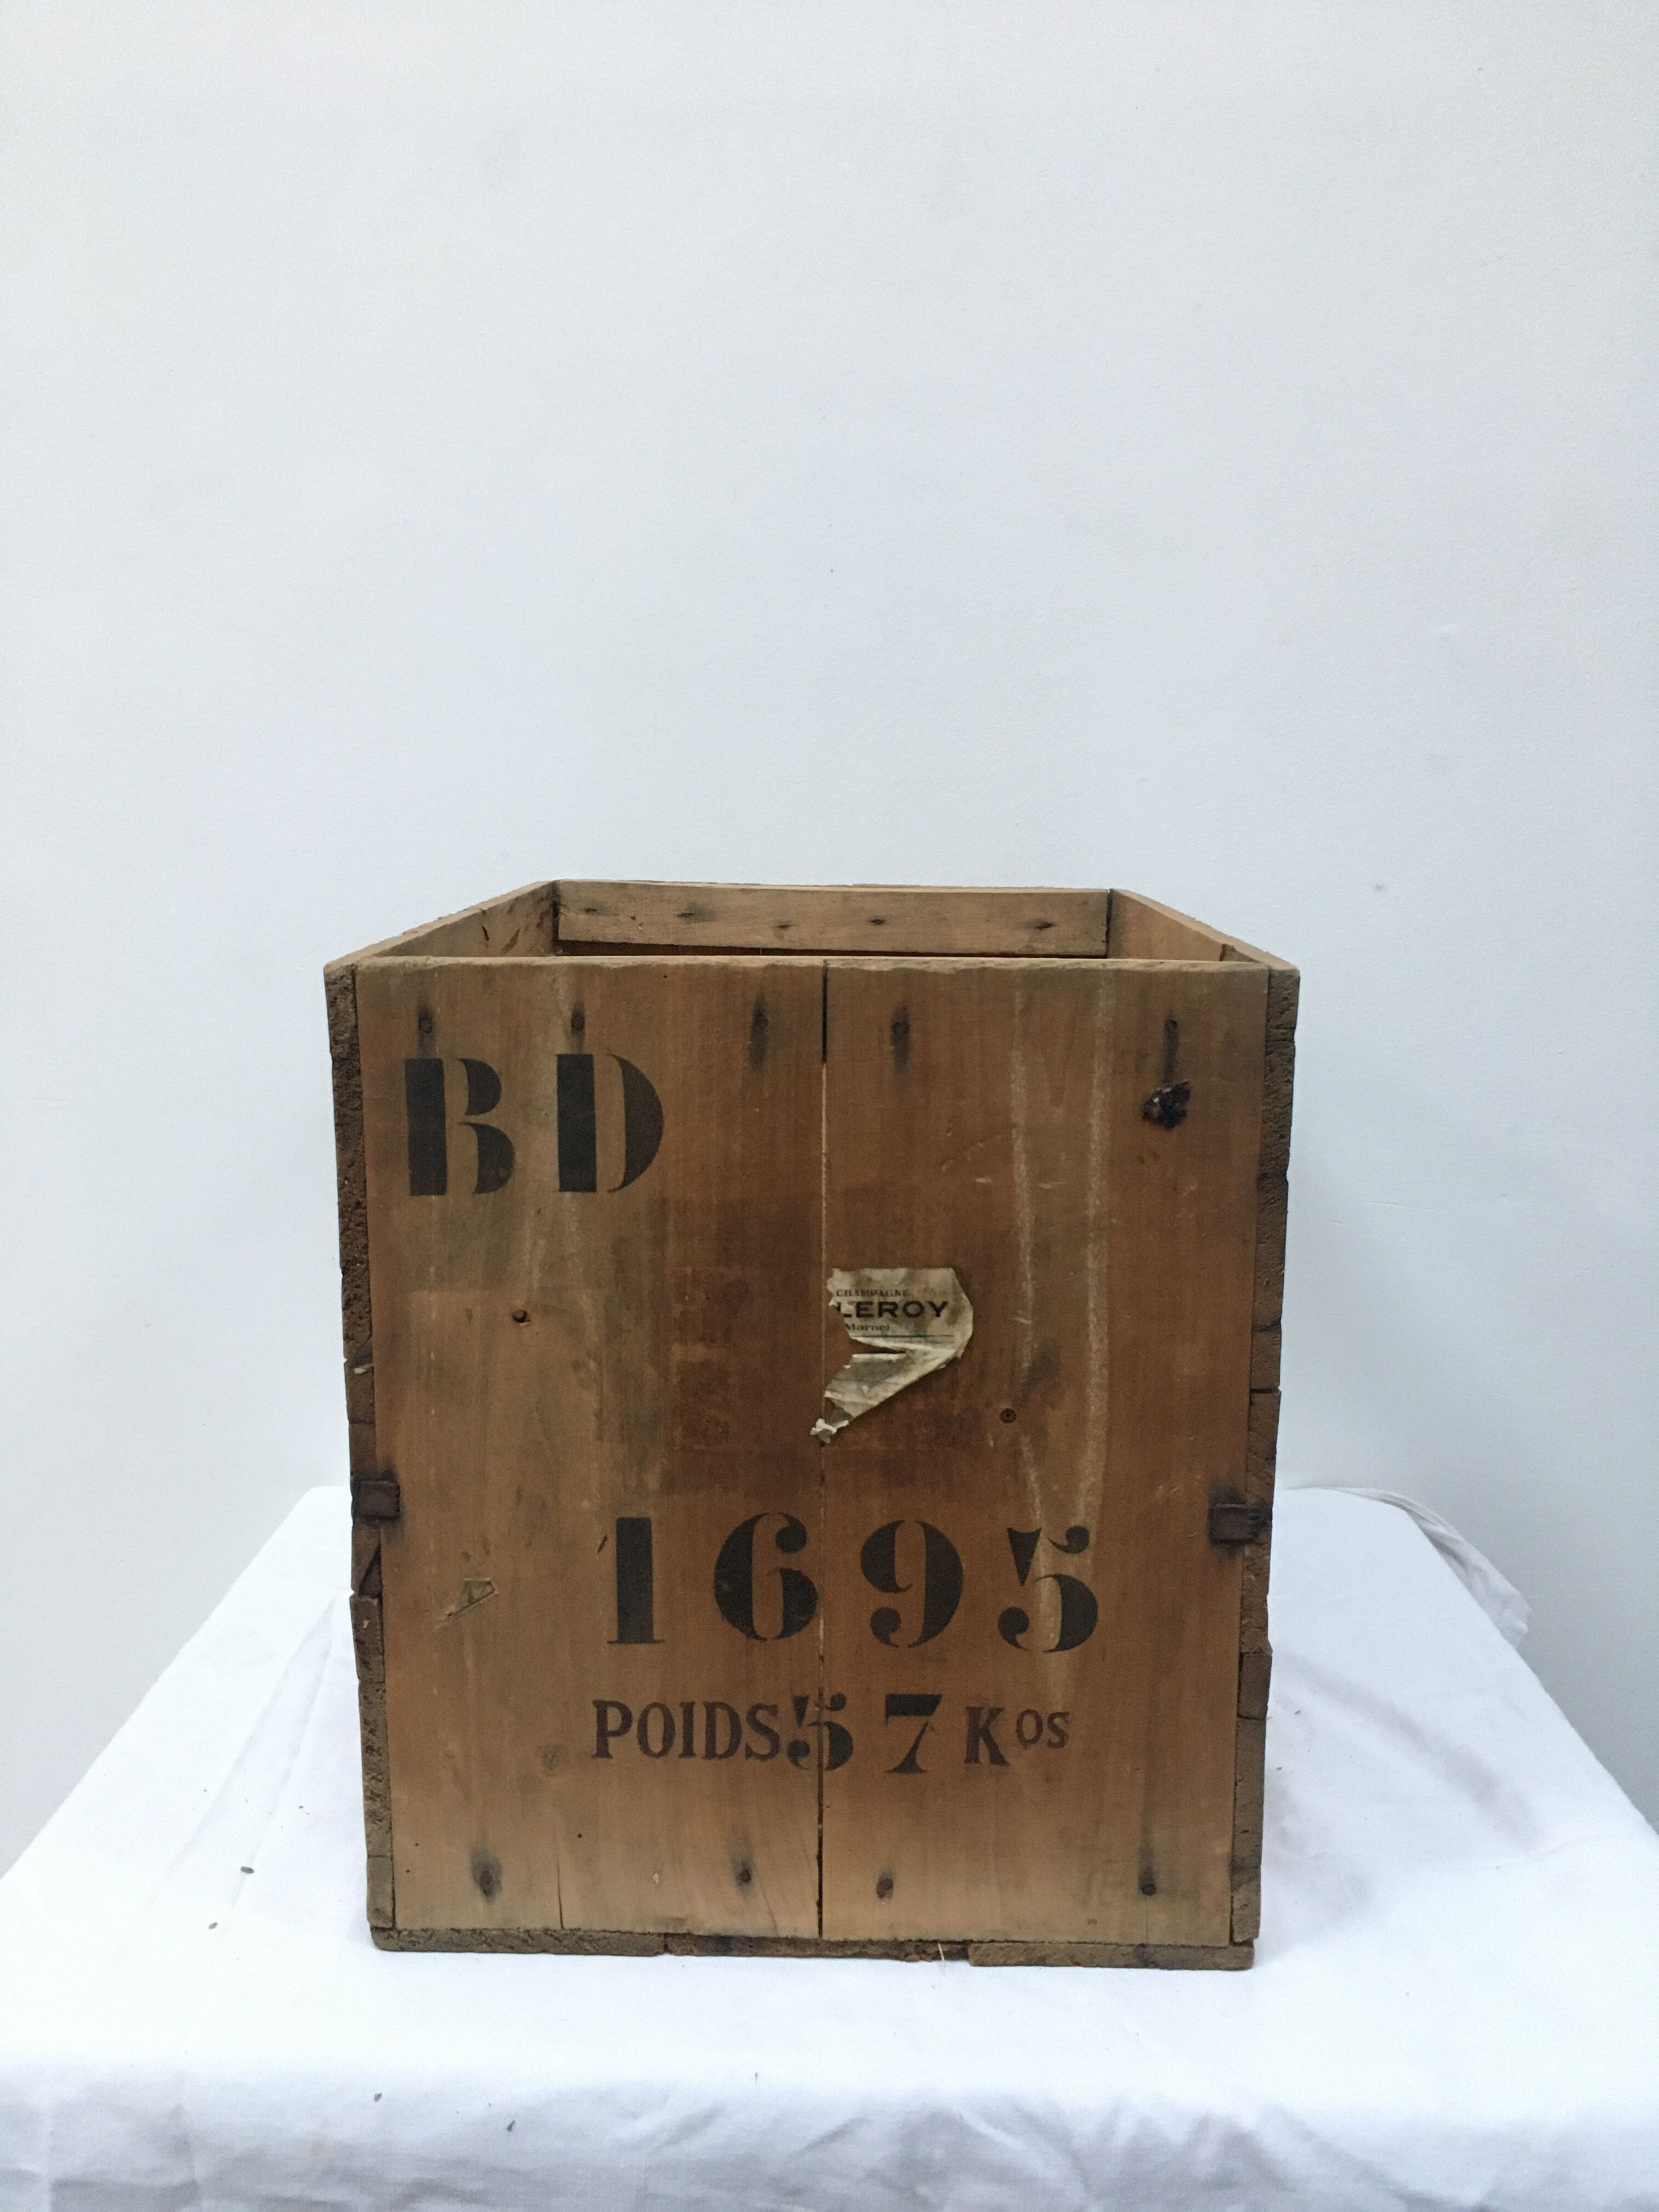 BD
CHAMPAGNE
LEROY
1695
POIDS 57 Kos